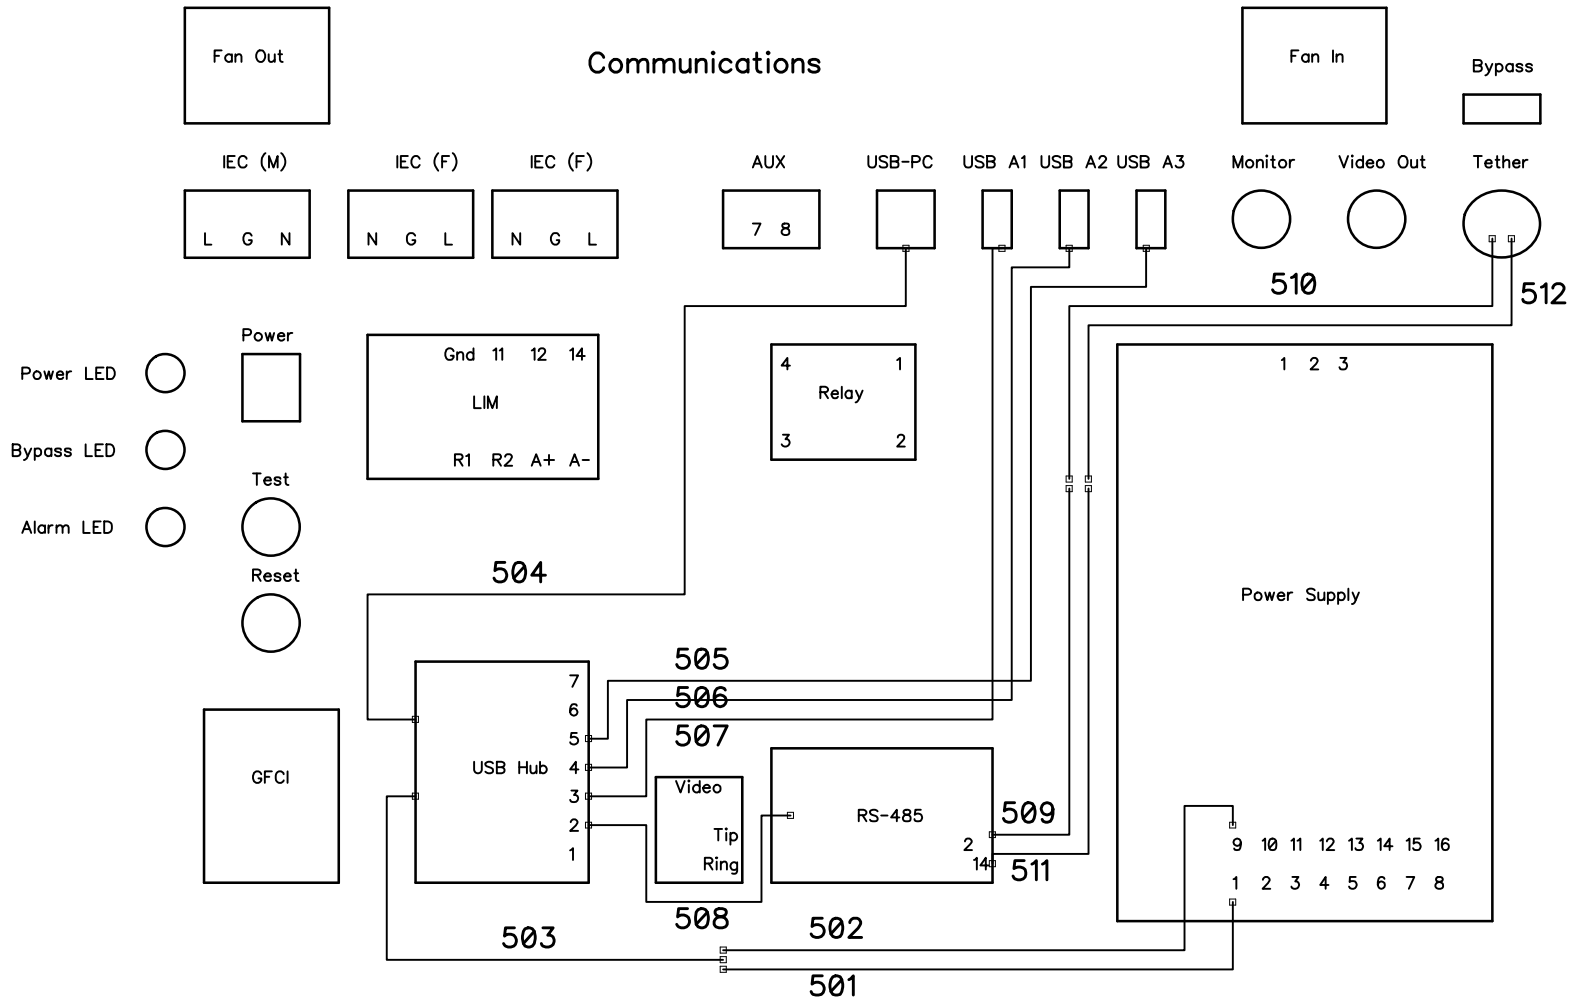 Fan Out
Communications
Fan In
Bypass
IEC (M)
IEC (F)
IEC (F)
AUX
USB-PC
USB A1
USB A2
USB A3
Monitor
Video Out
Tether
L G N
N G L
N G L
7 8
510
512
Power
Power LED
Gnd 11 12 14
LIM
R1 R2 A+ A-
4 1
Relay
3 2
1 2 3
Bypass LED
Test
Alarm LED
Reset
504
Power Supply
505
506
507
7
6
5
USB Hub 4
3
2
1
GFCI
Video
Tip
Ring
RS-485
509
2
14
511
9 10 11 12 13 14 15 16
1 2 3 4 5 6 7 8
508
503
502
501